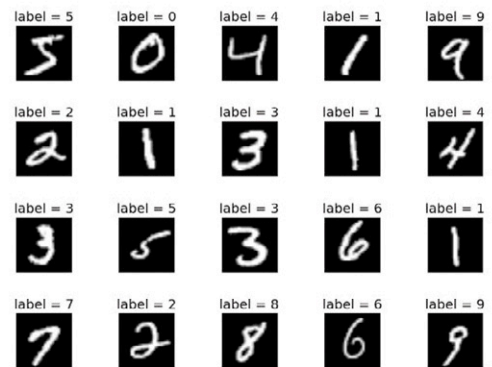 label = 5 label = 0 label = 4 label = 1 label = 9
5 0 4 1 9
label = 2 label = 1 label = 3 label = 1 label = 4
2 1 3 1 4
label = 3 label = 5 label = 3 label = 6 label = 1
3 5 3 6 1
label = 7 label = 2 label = 8 label = 6 label = 9
7 2 8 6 9